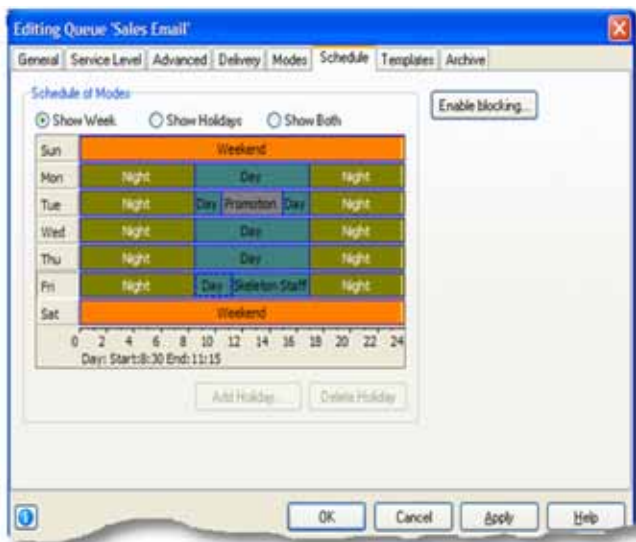 Editing Queue 'Sales Email'
General Service Level Advanced Delivery Modes Schedule Templates Archive
Schedule of Modes
Enable blocking...
Show Week Show Holidays Show Both
Sun Weekend
Mon Night Day Night
Tue Night Day Promotion Day Night
Wed Night Day Night
Thu Night Day Night
Fri Night Day Skeleton Staff Night
Sat Weekend
0 2 4 6 8 10 12 14 16 18 20 22 24
Day: Start:8:30 End:11:15
Add Holiday... Delete Holiday
OK Cancel Apply Help